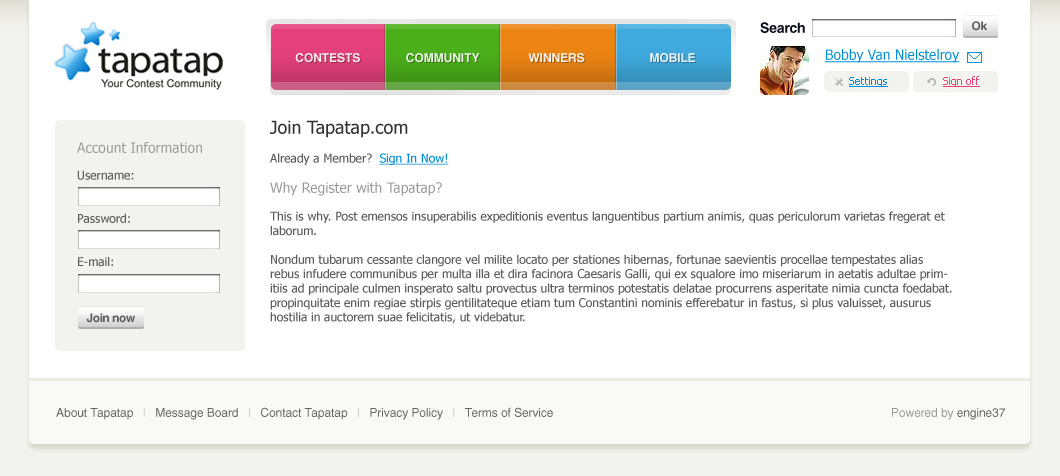 tapatap
Your Contest Community
CONTESTS
COMMUNITY
WINNERS
MOBILE
Search
Ok
Bobby Van Nielstelroy
Settings
Sign off
Account Information
Username:
Password:
E-mail:
Join now
Join Tapatap.com
Already a Member? Sign In Now!
Why Register with Tapatap?
This is why. Post emensos insuperabilis expeditionis eventus languentibus partium animis, quas periculorum varietas fregerat et
laborum.
Nondum tubarum cessante clangore vel milite locato per stationes hibernas, fortunae saevientis procellae tempestates alias
rebus infudere communibus per multa illa et dira facinora Caesaris Galli, qui ex squalore imo miseriarum in aetatis adultae prim-
itiis ad principale culmen insperato saltu provectus ultra terminos potestatis delatae procurrens asperitate nimia cuncta foedabat.
propinquitate enim regiae stirpis gentilitateque etiam tum Constantini nominis efferebatur in fastus, si plus valuisset, ausurus
hostilia in auctorem suae felicitatis, ut videbatur.
About Tapatap | Message Board | Contact Tapatap | Privacy Policy | Terms of Service
Powered by engine37